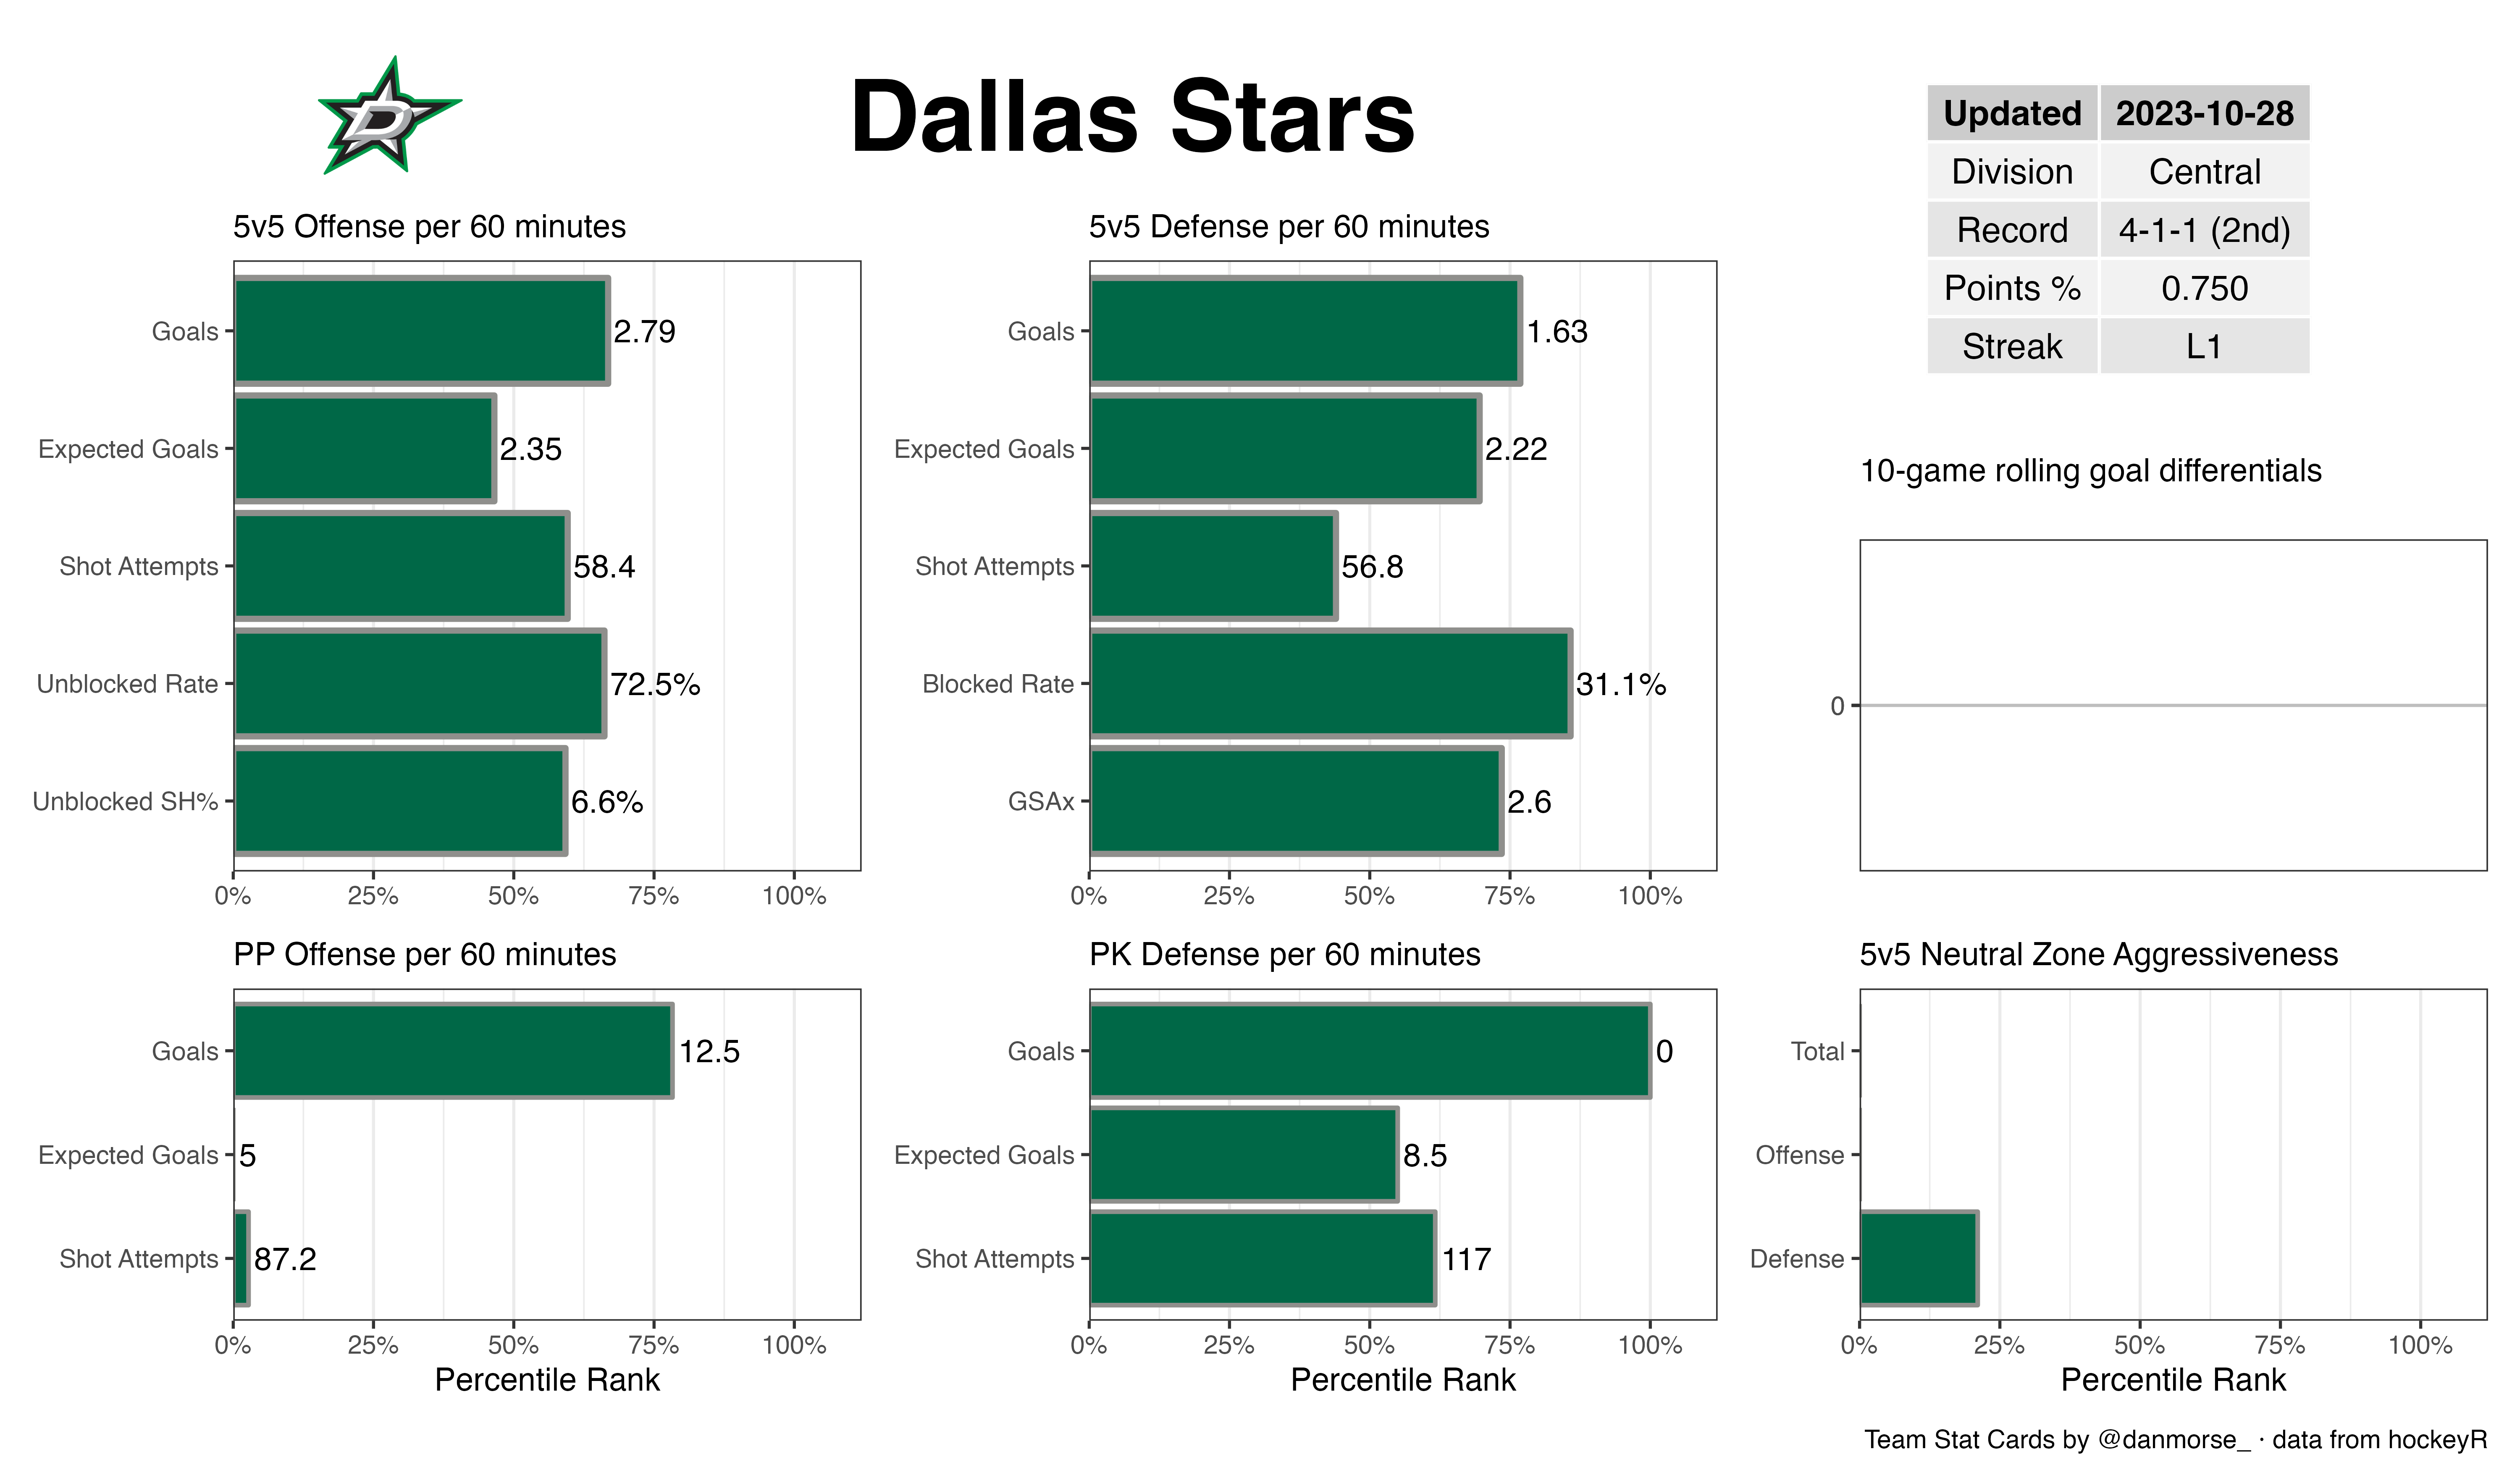 Dallas Stars
Updated 2023-10-28
Division Central
Record 4-1-1 (2nd)
Points % 0.750
Streak L1
5v5 Offense per 60 minutes
Goals 2.79
Expected Goals 2.35
Shot Attempts 58.4
Unblocked Rate 72.5%
Unblocked SH% 6.6%
0% 25% 50% 75% 100%
5v5 Defense per 60 minutes
Goals 1.63
Expected Goals 2.22
Shot Attempts 56.8
Blocked Rate 31.1%
GSAx 2.6
0% 25% 50% 75% 100%
10-game rolling goal differentials
0
PP Offense per 60 minutes
Goals 12.5
Expected Goals 5
Shot Attempts 87.2
0% 25% 50% 75% 100%
Percentile Rank
PK Defense per 60 minutes
Goals 0
Expected Goals 8.5
Shot Attempts 117
0% 25% 50% 75% 100%
Percentile Rank
5v5 Neutral Zone Aggressiveness
Total
Offense
Defense
0% 25% 50% 75% 100%
Percentile Rank
Team Stat Cards by @danmorse_ · data from hockeyR